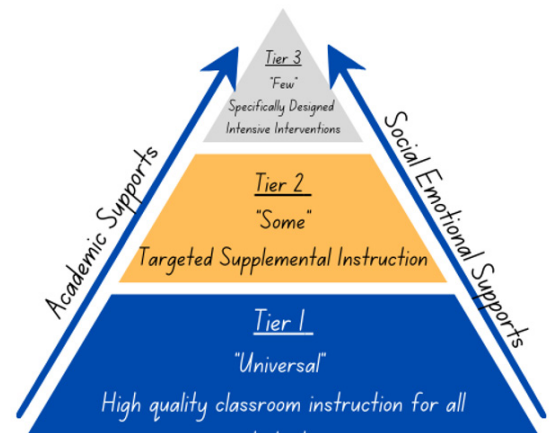 Tier 3
"Few"
Specifically Designed
Intensive Interventions
Academic Supports
Social Emotional Supports
Tier 2
"Some"
Targeted Supplemental Instruction
Tier 1
"Universal"
High quality classroom instruction for all